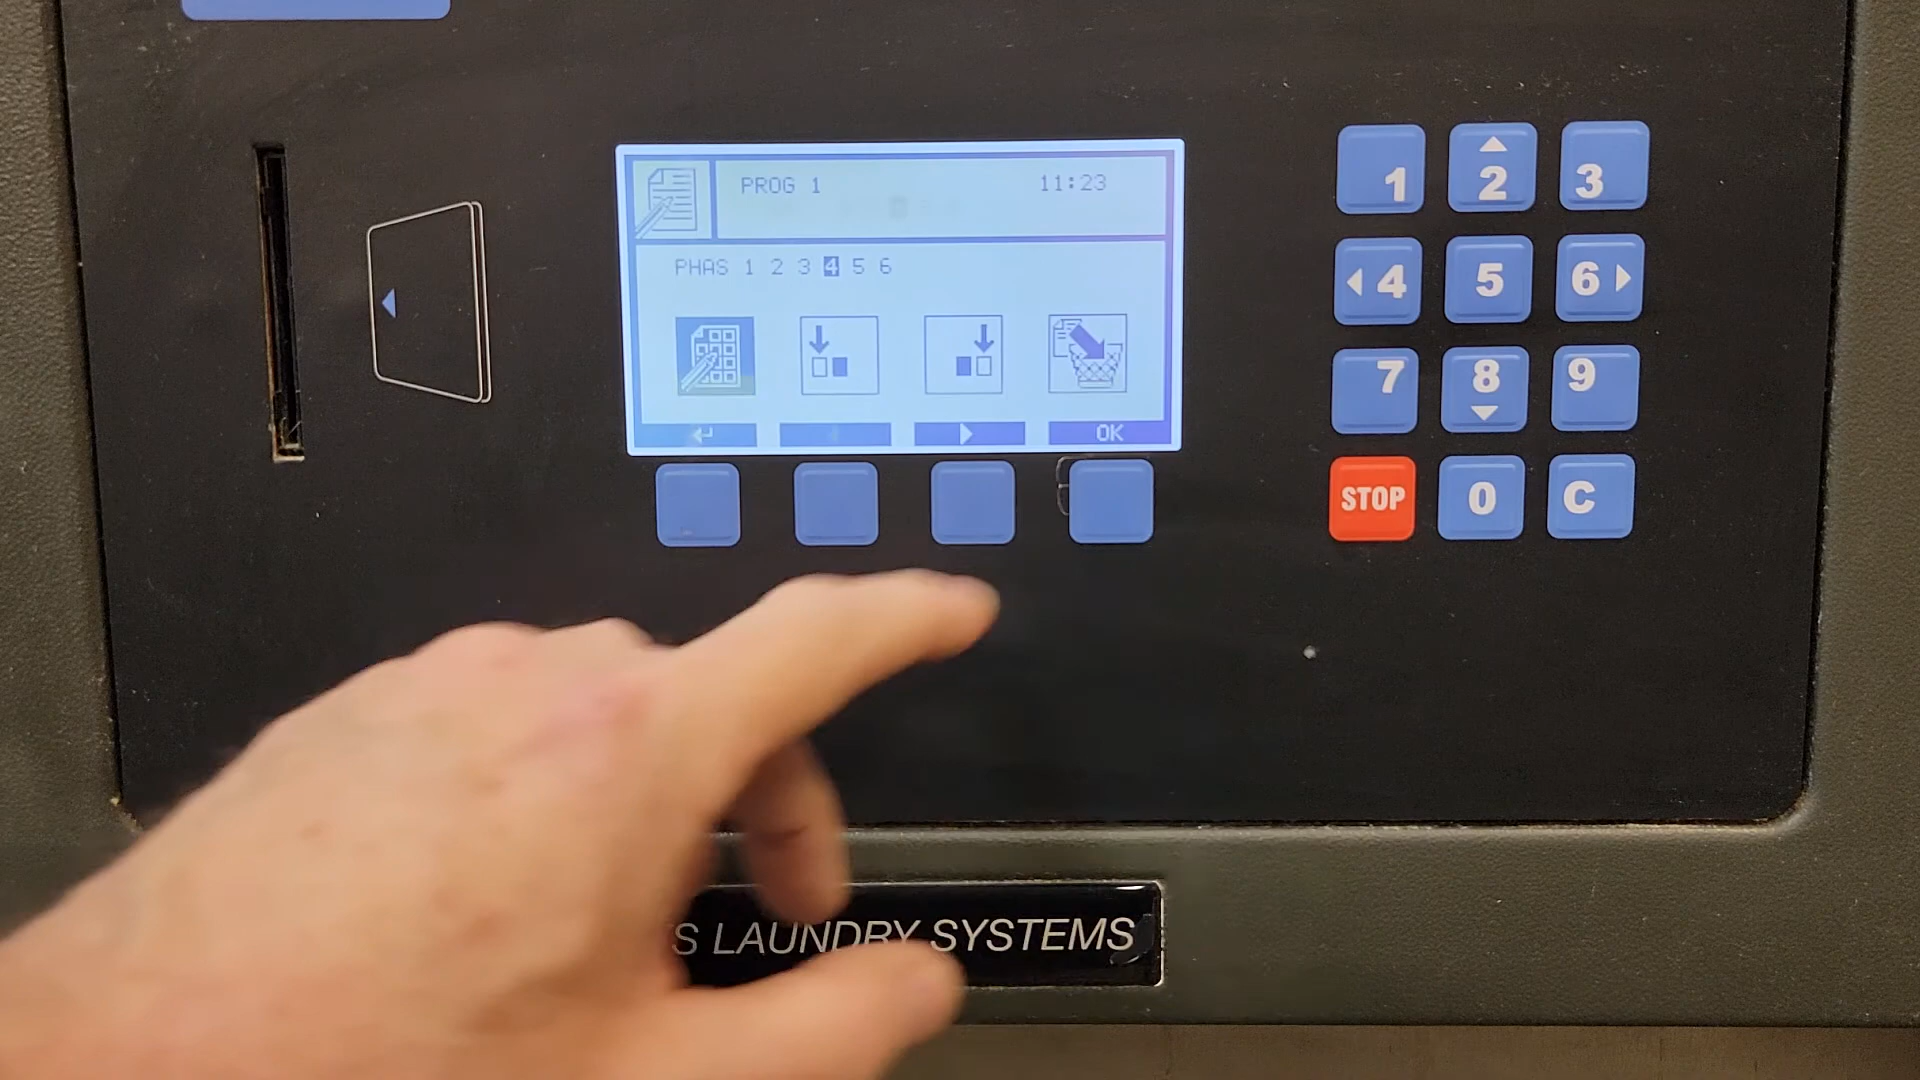 PROG 1 11:23
PHAS 1 2 3 4 5 6
OK
1 2 3
4 5 6
7 8 9
STOP 0 C
S LAUNDRY SYSTEMS